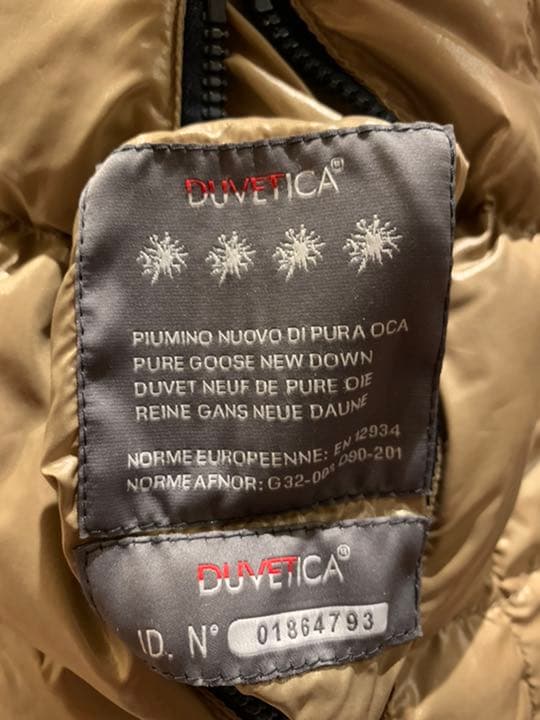 DUVETICA®
PIUMINO NUOVO DI PURA OCA
PURE GOOSE NEW DOWN
DUVET NEUF DE PURE OIE
REINE GANS NEUE DAUNE
NORME EUROPEENNE: EN 12934
NORME AFNOR: G32-003 D90-201
DUVETICA®
ID. N° 01864793